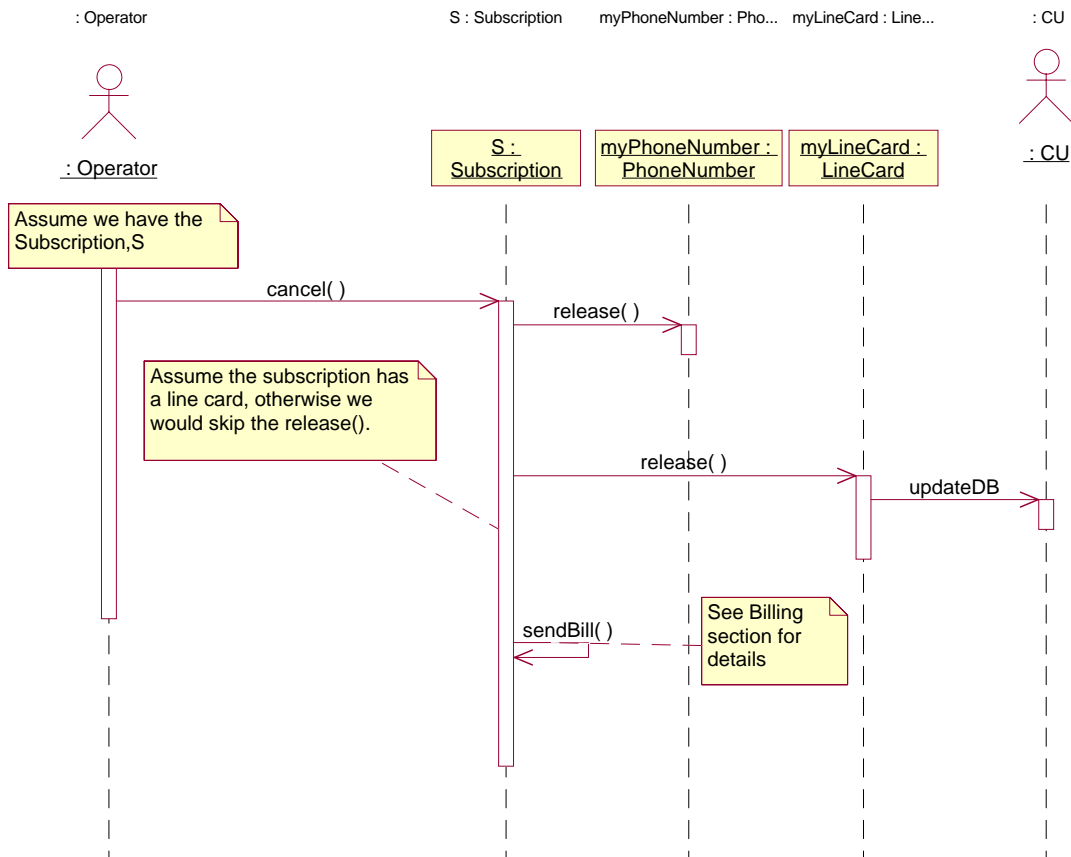 : Operator
S : Subscription
myPhoneNumber : Pho...
myLineCard : Line...
: CU
: Operator
S :
Subscription
myPhoneNumber :
PhoneNumber
myLineCard :
LineCard
: CU
Assume we have the
Subscription,S
cancel( )
release( )
Assume the subscription has
a line card, otherwise we
would skip the release().
release( )
updateDB
sendBill( )
See Billing
section for
details